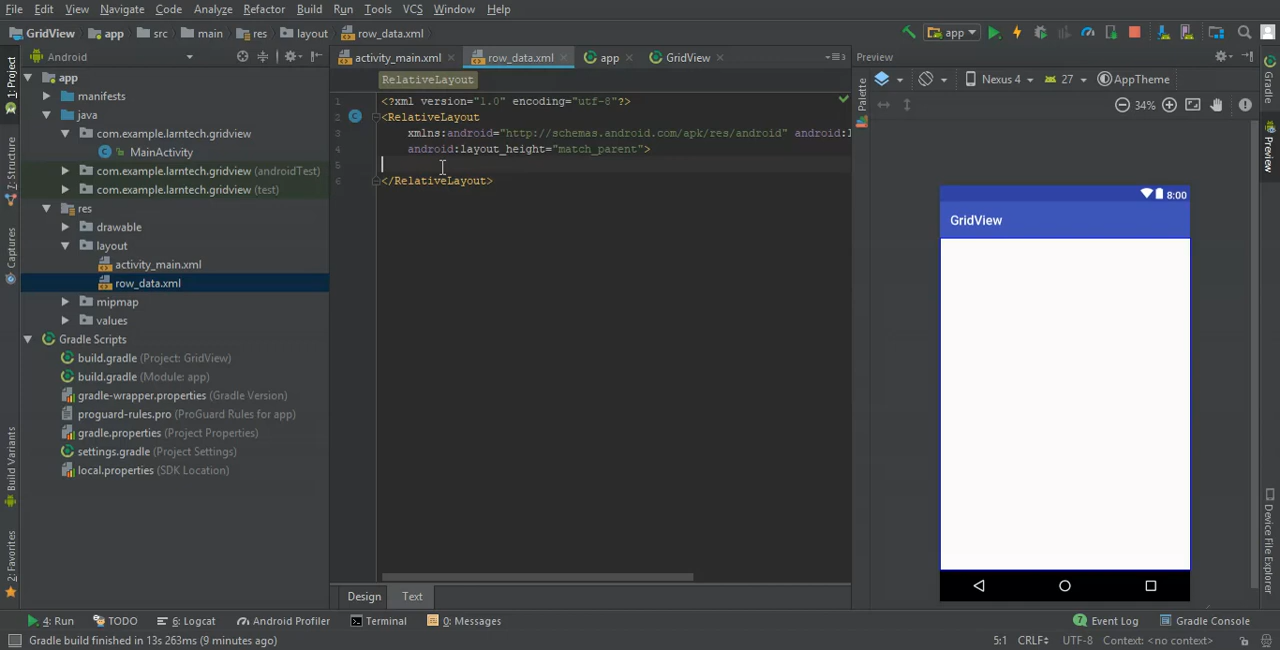 File Edit View Navigate Code Analyze Refactor Build Run Tools VCS Window Help
GridView app src main res layout row_data.xml app
Android
activity_main.xml row_data.xml app GridView
Preview
RelativeLayout
Nexus 4 27 AppTheme
34%
1 <?xml version="1.0" encoding="utf-8"?>
2 <RelativeLayout
3 xmlns:android="http://schemas.android.com/apk/res/android" android:l
4 android:layout_height="match_parent">
5
6 </RelativeLayout>
app
manifests
java
com.example.larntech.gridview
MainActivity
com.example.larntech.gridview (androidTest)
com.example.larntech.gridview (test)
res
drawable
layout
activity_main.xml
row_data.xml
mipmap
values
Gradle Scripts
build.gradle (Project: GridView)
build.gradle (Module: app)
gradle-wrapper.properties (Gradle Version)
proguard-rules.pro (ProGuard Rules for app)
gradle.properties (Project Properties)
settings.gradle (Project Settings)
local.properties (SDK Location)
1: Project
7: Structure
Captures
Build Variants
2: Favorites
Palette
8:00
GridView
Gradle
Preview
Device File Explorer
Design Text
4: Run TODO 6: Logcat Android Profiler Terminal 0: Messages
7 Event Log Gradle Console
Gradle build finished in 13s 263ms (9 minutes ago)
5:1 CRLF UTF-8 Context: <no context>